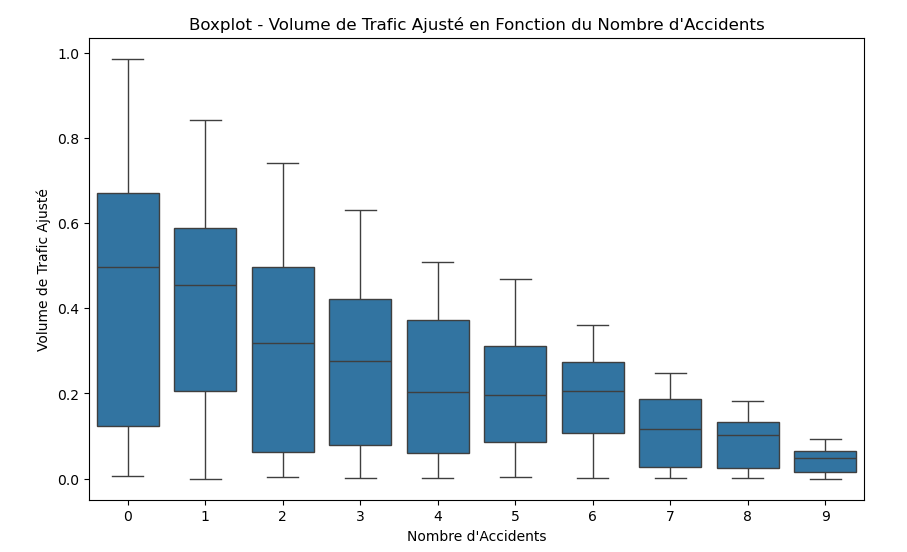 Boxplot - Volume de Trafic Ajusté en Fonction du Nombre d'Accidents
Volume de Trafic Ajusté
1.0
0.8
0.6
0.4
0.2
0.0
0 1 2 3 4 5 6 7 8 9
Nombre d'Accidents